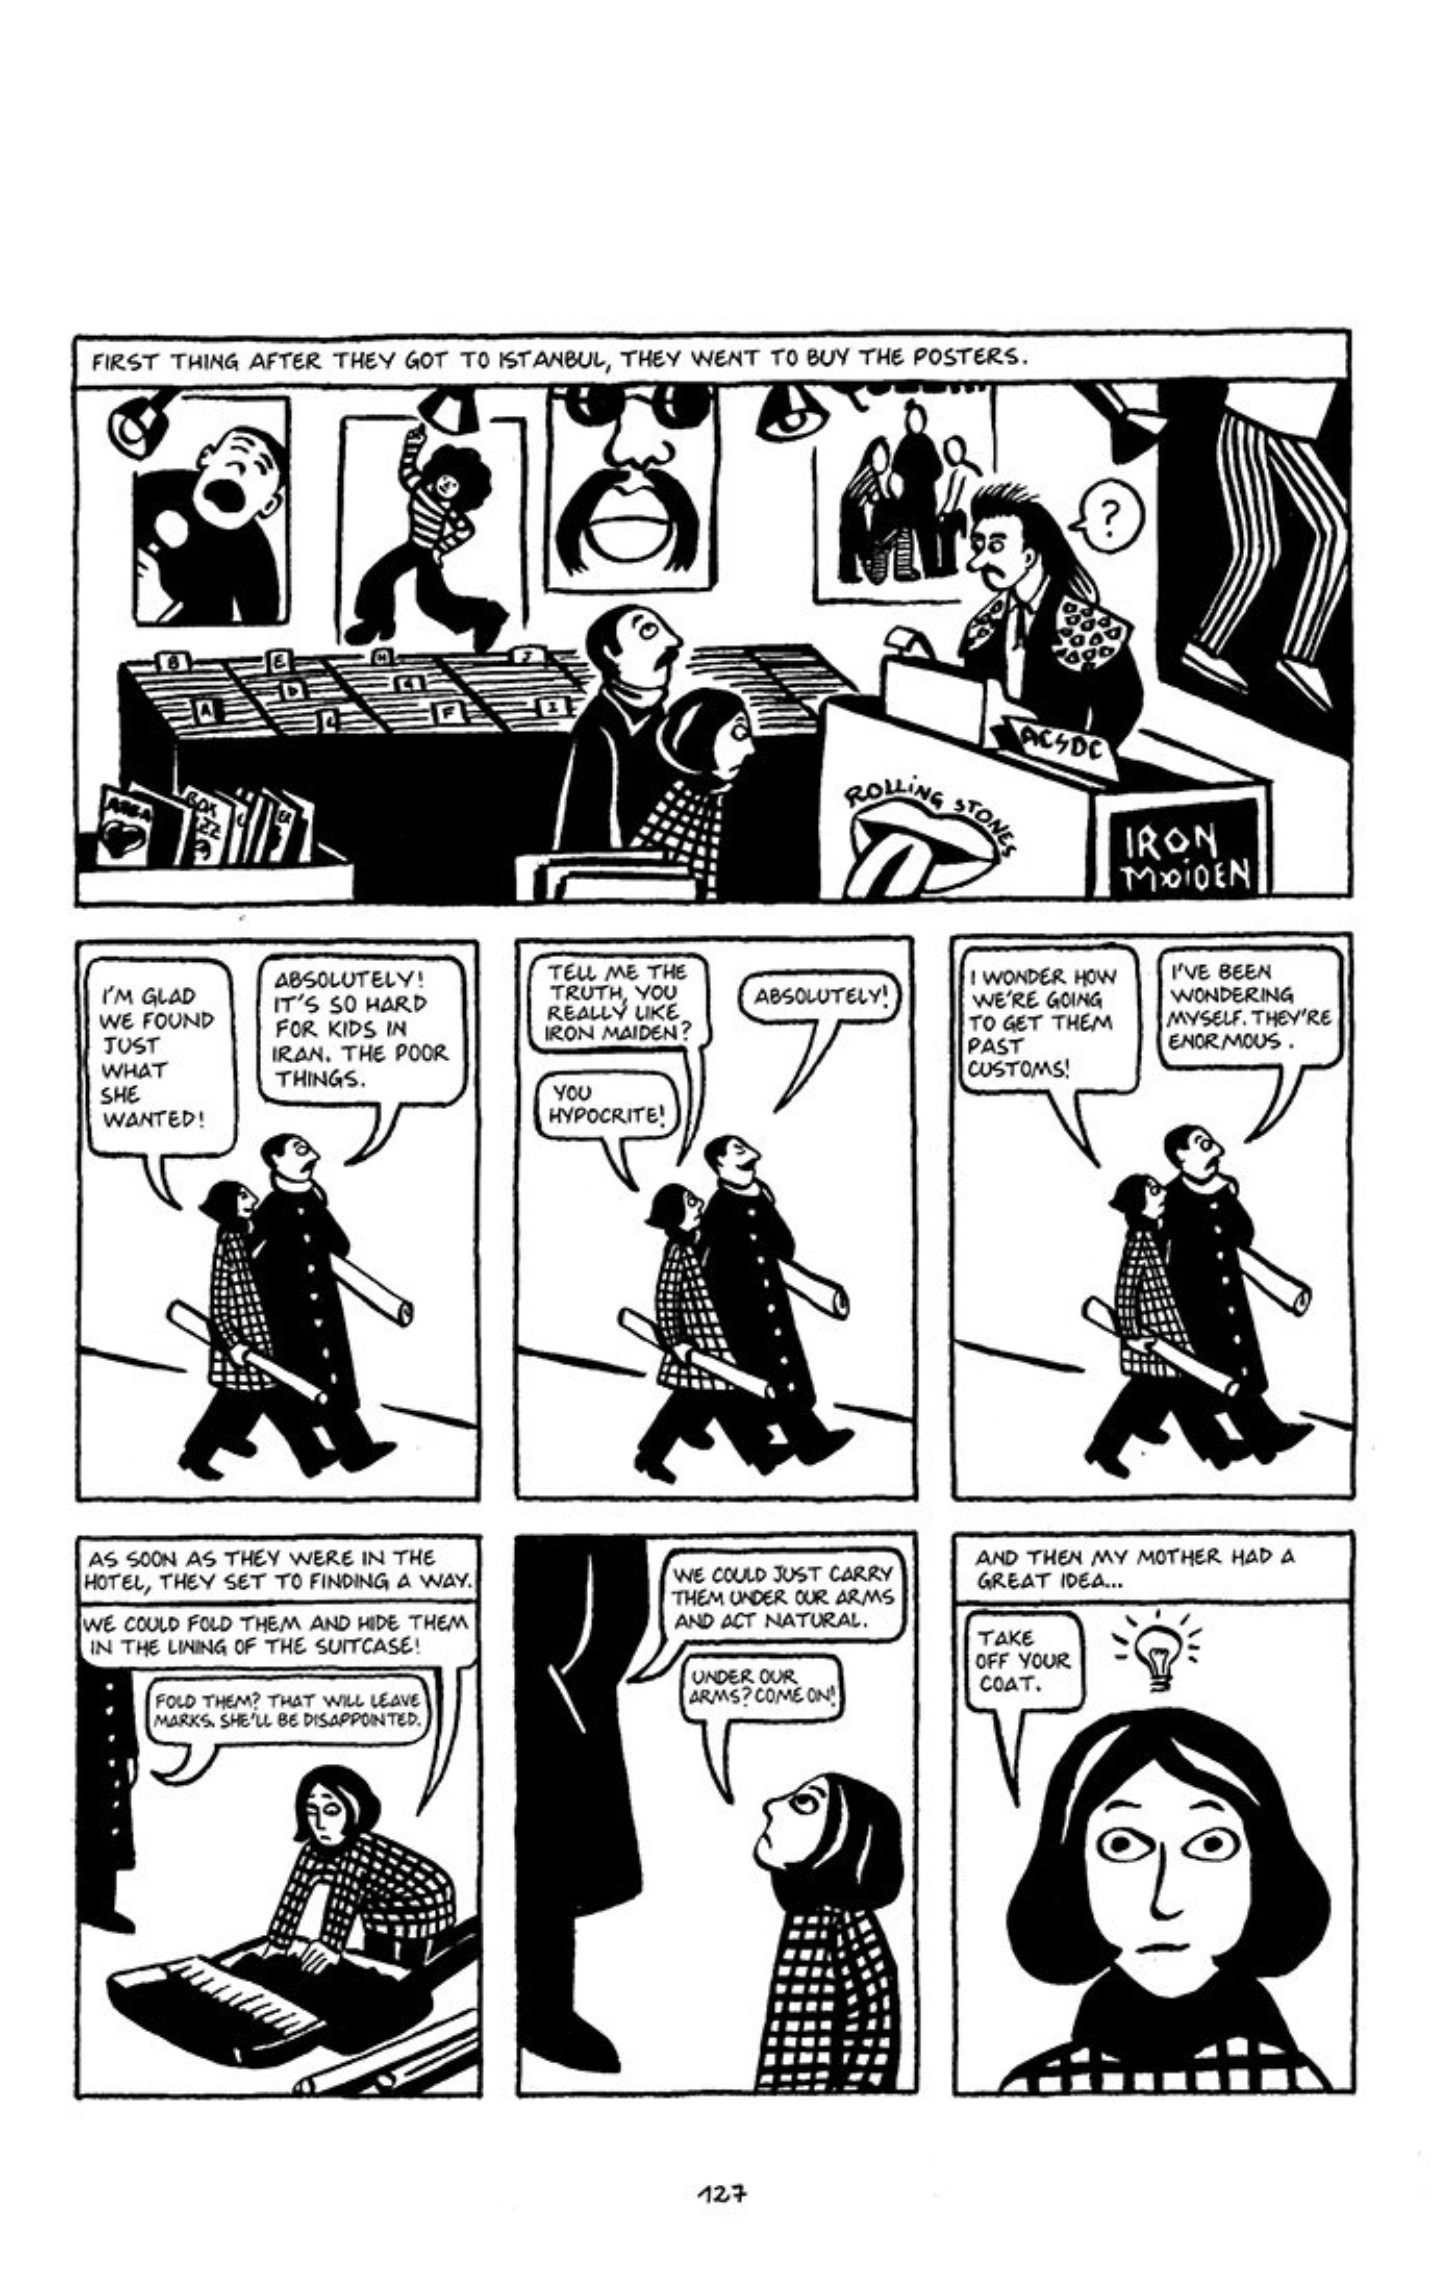 FIRST THING AFTER THEY GOT TO ISTANBUL, THEY WENT TO BUY THE POSTERS.
?
B
E
H
J
D
G
A
C
F
I
ACDC
ROLLING STONES
IRON
MAIDEN
I'M GLAD
WE FOUND
JUST
WHAT
SHE
WANTED!
ABSOLUTELY!
IT'S SO HARD
FOR KIDS IN
IRAN. THE POOR
THINGS.
TELL ME THE
TRUTH, YOU
REALLY LIKE
IRON MAIDEN?
ABSOLUTELY!
YOU
HYPOCRITE!
I WONDER HOW
WE'RE GOING
TO GET THEM
PAST
CUSTOMS!
I'VE BEEN
WONDERING
MYSELF. THEY'RE
ENORMOUS.
AS SOON AS THEY WERE IN THE
HOTEL, THEY SET TO FINDING A WAY.
WE COULD FOLD THEM AND HIDE THEM
IN THE LINING OF THE SUITCASE!
FOLD THEM? THAT WILL LEAVE
MARKS. SHE'LL BE DISAPPOINTED.
WE COULD JUST CARRY
THEM UNDER OUR ARMS
AND ACT NATURAL.
UNDER OUR
ARMS? COME ON!
AND THEN MY MOTHER HAD A
GREAT IDEA...
TAKE
OFF YOUR
COAT.
127